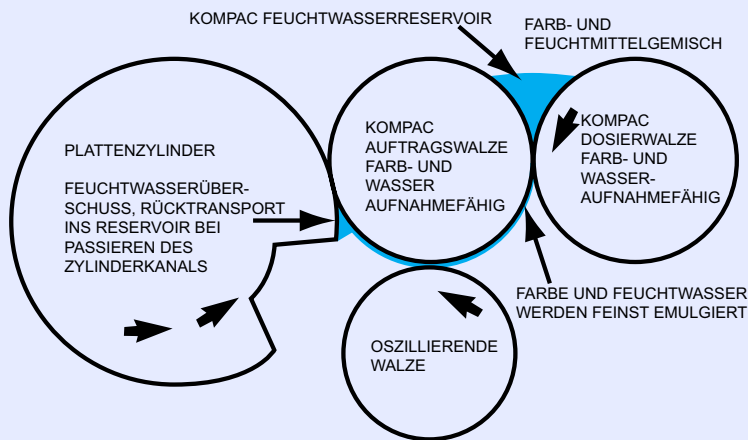 KOMPAC FEUCHTWASSERRESERVOIR
FARB- UND
FEUCHTMITTELGEMISCH
PLATTENZYLINDER
FEUCHTWASSERÜBER-
SCHUSS, RÜCKTRANSPORT
INS RESERVOIR BEI
PASSIEREN DES
ZYLINDERKANALS
KOMPAC
AUFTRAGSWALZE
FARB- UND
WASSER
AUFNAHMEFÄHIG
KOMPAC
DOSIERWALZE
FARB- UND
WASSER-
AUFNAHMEFÄHIG
FARBE UND FEUCHTWASSER
WERDEN FEINST EMULGIERT
OSZILLIERENDE
WALZE